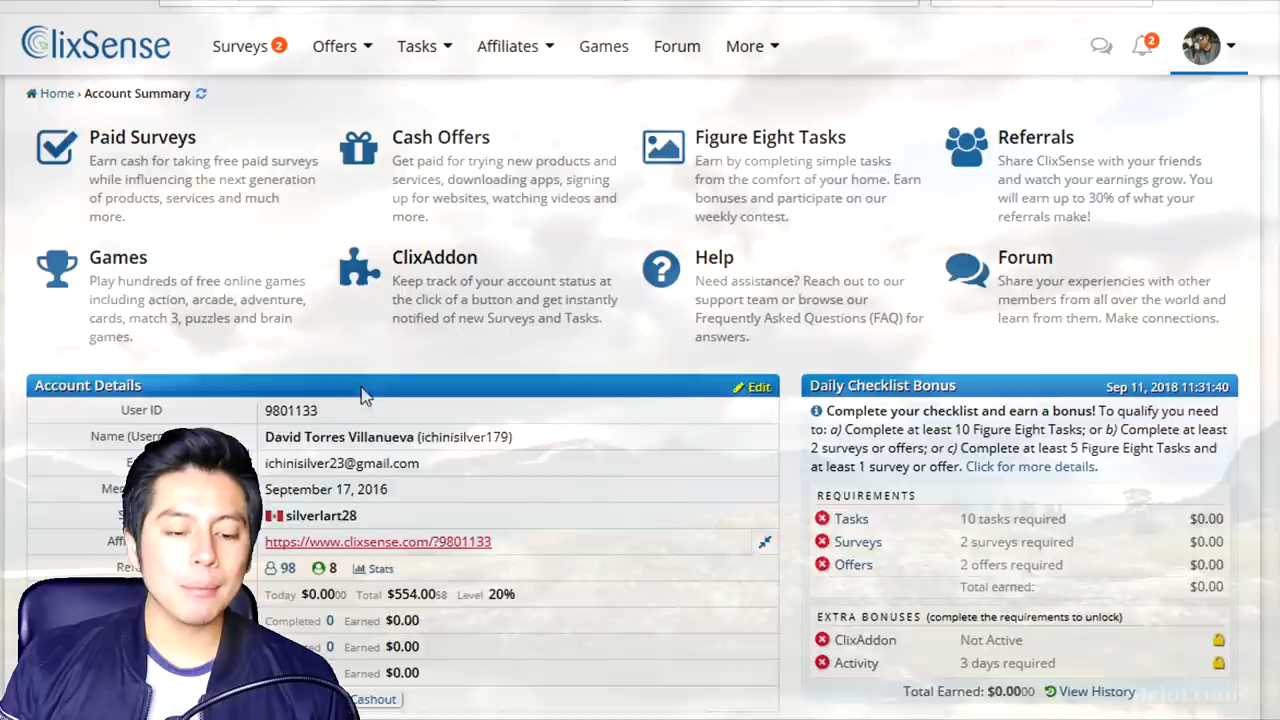 ClixSense
Surveys 2 Offers Tasks Affiliates Games Forum More 2
Home › Account Summary
Paid Surveys
Earn cash for taking free paid surveys
while influencing the next generation
of products, services and much
more.
Cash Offers
Get paid for trying new products and
services, downloading apps, signing
up for websites, watching videos and
more.
Figure Eight Tasks
Earn by completing simple tasks
from the comfort of your home. Earn
bonuses and participate on our
weekly contest.
Referrals
Share ClixSense with your friends
and watch your earnings grow. You
will earn up to 30% of what your
referrals make!
Games
Play hundreds of free online games
including action, arcade, adventure,
cards, match 3, puzzles and brain
games.
ClixAddon
Keep track of your account status at
the click of a button and get instantly
notified of new Surveys and Tasks.
Help
Need assistance? Reach out to our
support team or browse our
Frequently Asked Questions (FAQ) for
answers.
Forum
Share your experiences with other
members from all over the world and
learn from them. Make connections.
Account Details Edit
User ID 9801133
Name (User David Torres Villanueva (ichinisilver179)
ichinisilver23@gmail.com
September 17, 2016
silverlart28
https://www.clixsense.com/?9801133
98 8 Stats
Today $0.0000 Total $554.0058 Level 20%
Completed 0 Earned $0.00
0 Earned $0.00
$0.00
Cashout
Daily Checklist Bonus Sep 11, 2018 11:31:40
Complete your checklist and earn a bonus! To qualify you need
to: a) Complete at least 10 Figure Eight Tasks; or b) Complete at least
2 surveys or offers; or c) Complete at least 5 Figure Eight Tasks and
at least 1 survey or offer. Click for more details.
REQUIREMENTS
Tasks 10 tasks required $0.00
Surveys 2 surveys required $0.00
Offers 2 offers required $0.00
Total earned: $0.00
EXTRA BONUSES (complete the requirements to unlock)
ClixAddon Not Active
Activity 3 days required
Total Earned: $0.0000 View History